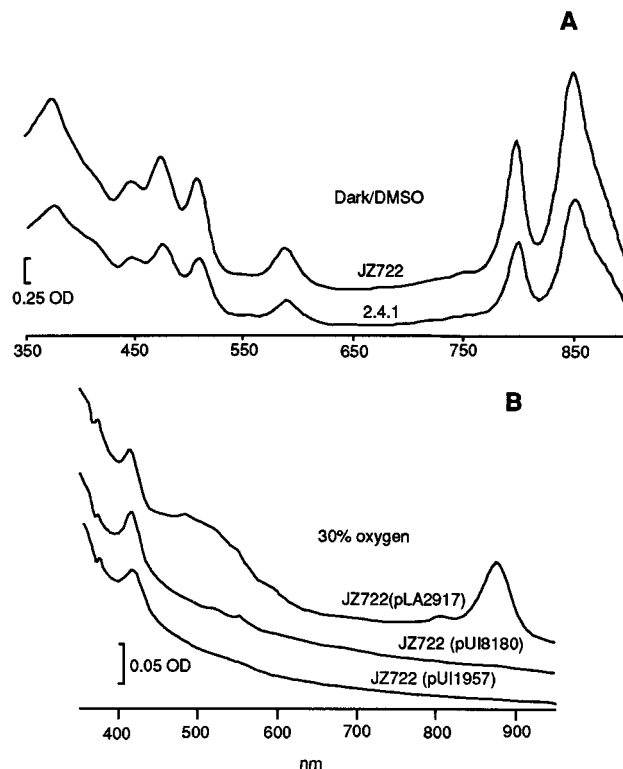 A
Dark/DMSO
JZ722
0.25 OD
2.4.1
350 450 550 650 750 850
B
30% oxygen
JZ722(pLA2917)
JZ722 (pUI8180)
0.05 OD
JZ722 (pUI1957)
400 500 600 700 800 900
nm